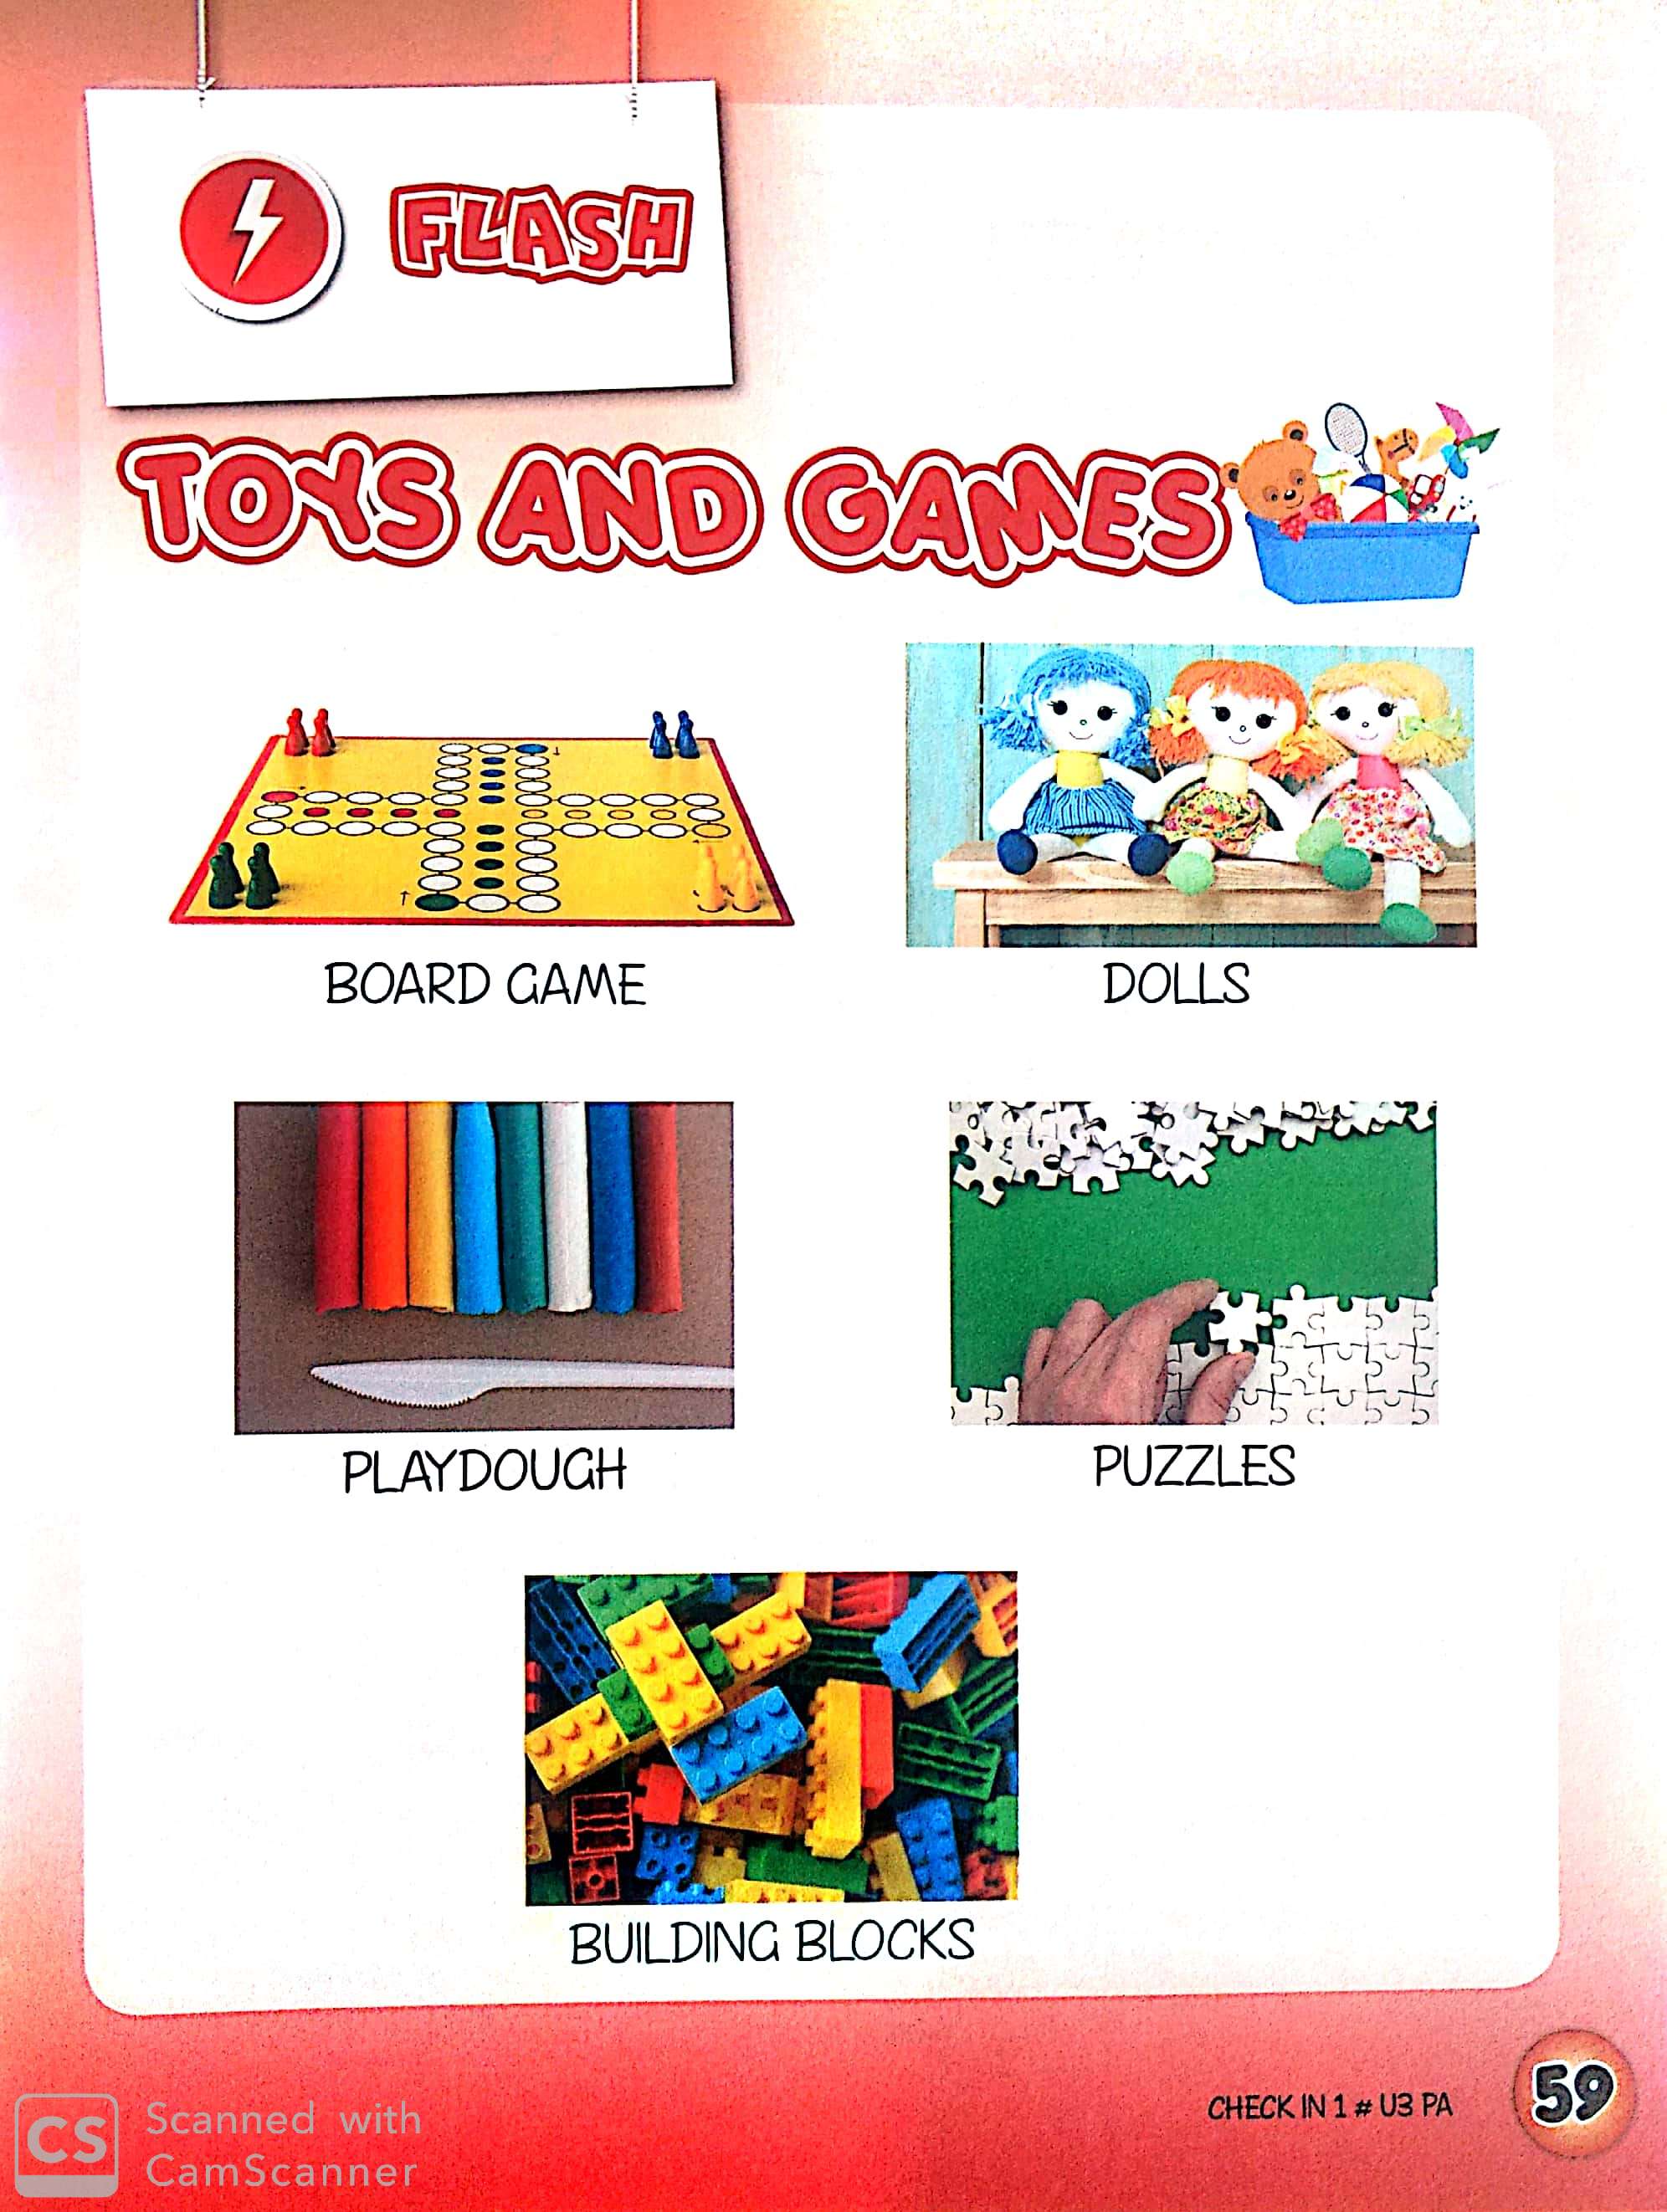 FLASH
TOYS AND GAMES
BOARD GAME
DOLLS
PLAYDOUGH
PUZZLES
BUILDING BLOCKS
CHECK IN 1 # U3 PA
59
CS
Scanned with
CamScanner